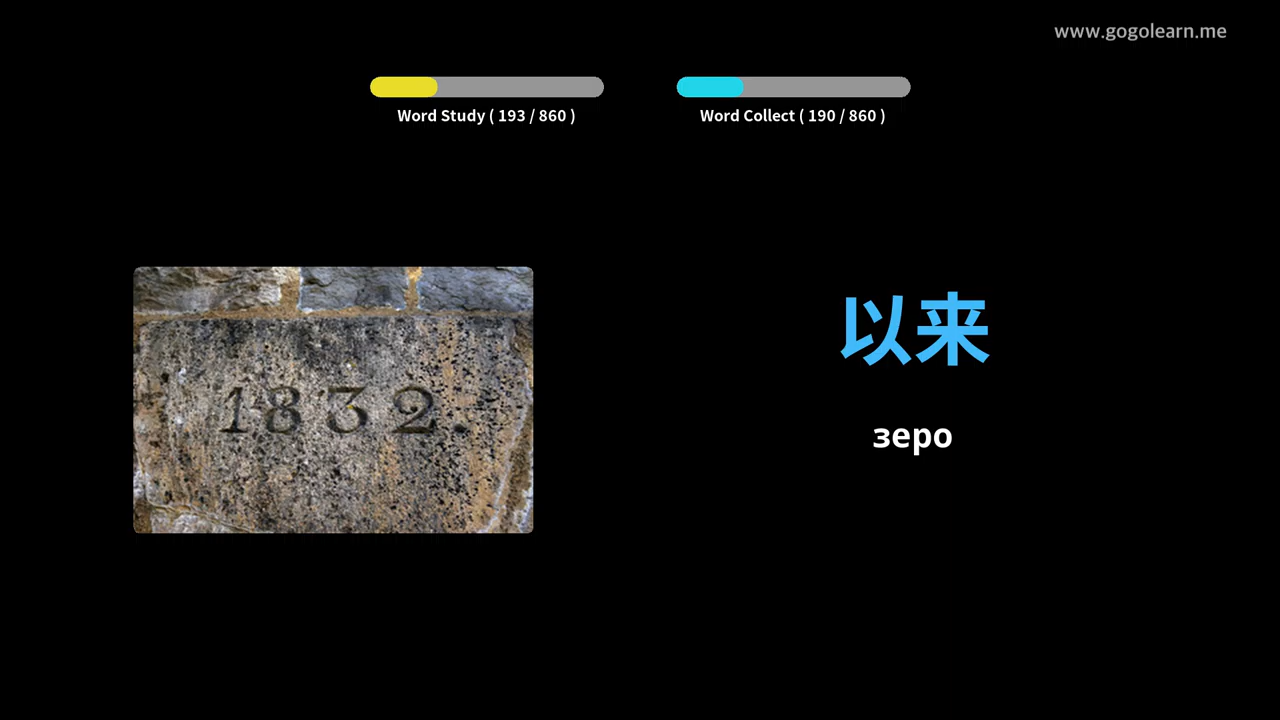 www.gogolearn.me
Word Study ( 193 / 860 )
Word Collect ( 190 / 860 )
以来
зеро
1832.